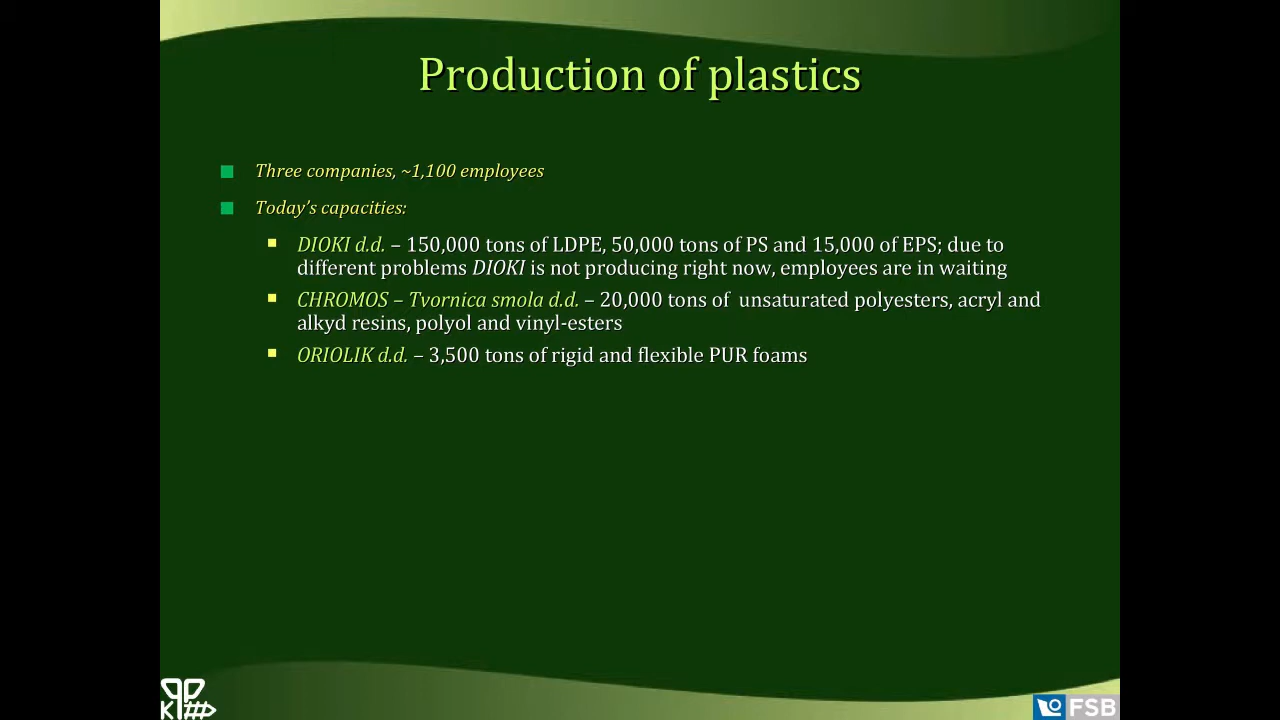 Production of plastics
Three companies, ~1,100 employees
Today's capacities:
DIOKI d.d. – 150,000 tons of LDPE, 50,000 tons of PS and 15,000 of EPS; due to
different problems DIOKI is not producing right now, employees are in waiting
CHROMOS – Tvornica smola d.d. – 20,000 tons of  unsaturated polyesters, acryl and
alkyd resins, polyol and vinyl-esters
ORIOLIK d.d. – 3,500 tons of rigid and flexible PUR foams
FSB